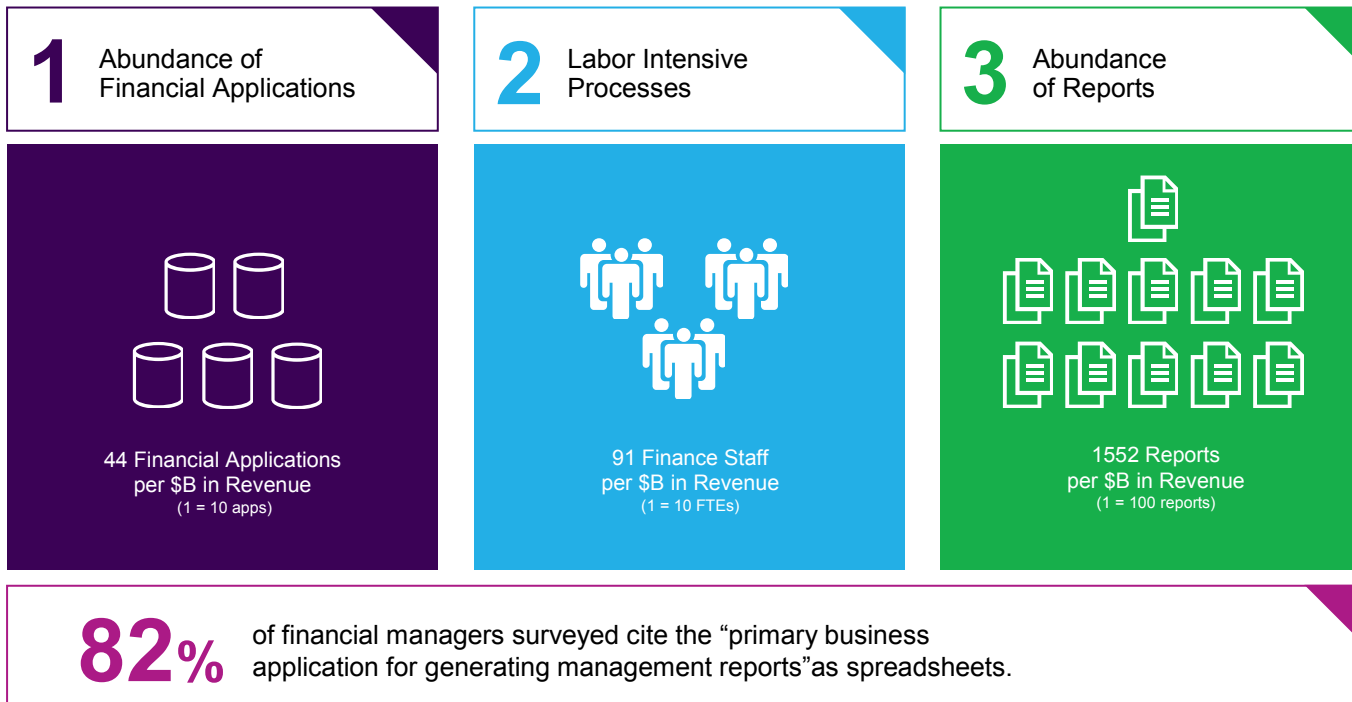 1
Abundance of
Financial Applications
2
Labor Intensive
Processes
3
Abundance
of Reports
44 Financial Applications
per $B in Revenue
(1 = 10 apps)
91 Finance Staff
per $B in Revenue
(1 = 10 FTEs)
1552 Reports
per $B in Revenue
(1 = 100 reports)
82%
of financial managers surveyed cite the “primary business
application for generating management reports”as spreadsheets.